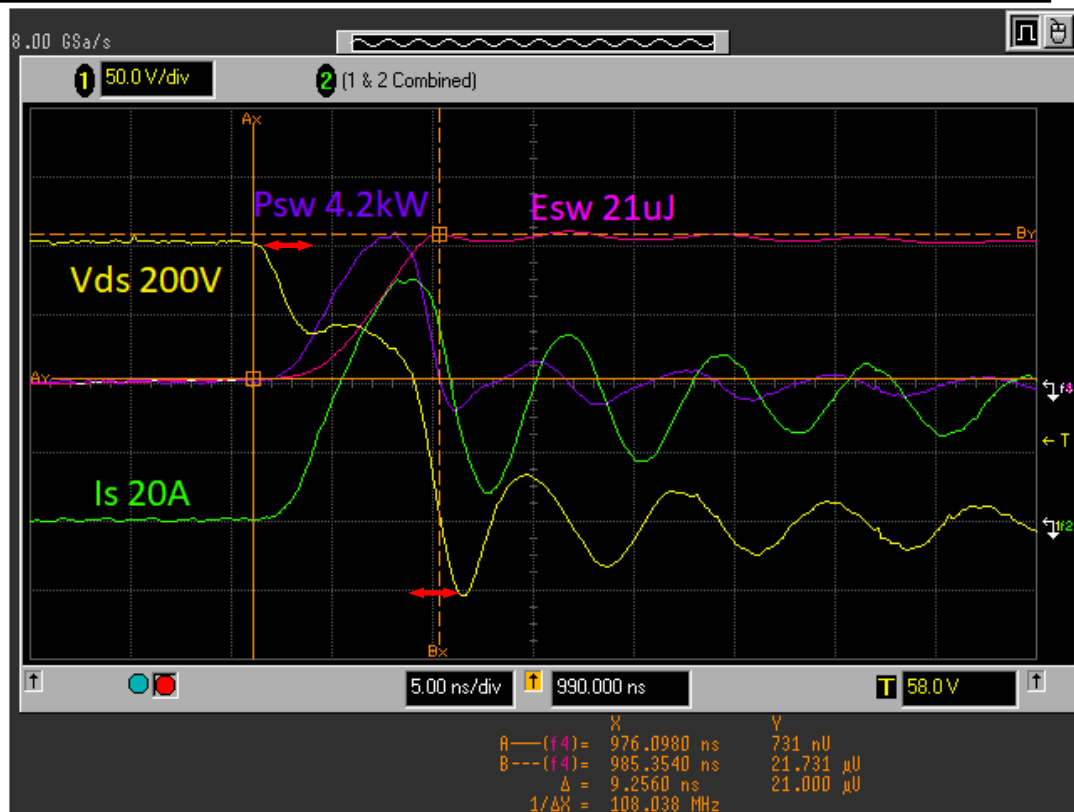 8.00 GSa/s
1 50.0 V/div 2 (1 & 2 Combined)
Ax
Psw 4.2kW Esw 21uJ
By
Vds 200V
Ay
f4
T
Is 20A
1f2
Bx
5.00 ns/div 990.000 ns T 58.0 V
X Y
A───(f4)= 976.0980 ns 731 nU
B---(f4)= 985.3540 ns 21.731 µU
Δ = 9.2560 ns 21.000 µU
1/ΔX = 108.038 MHz